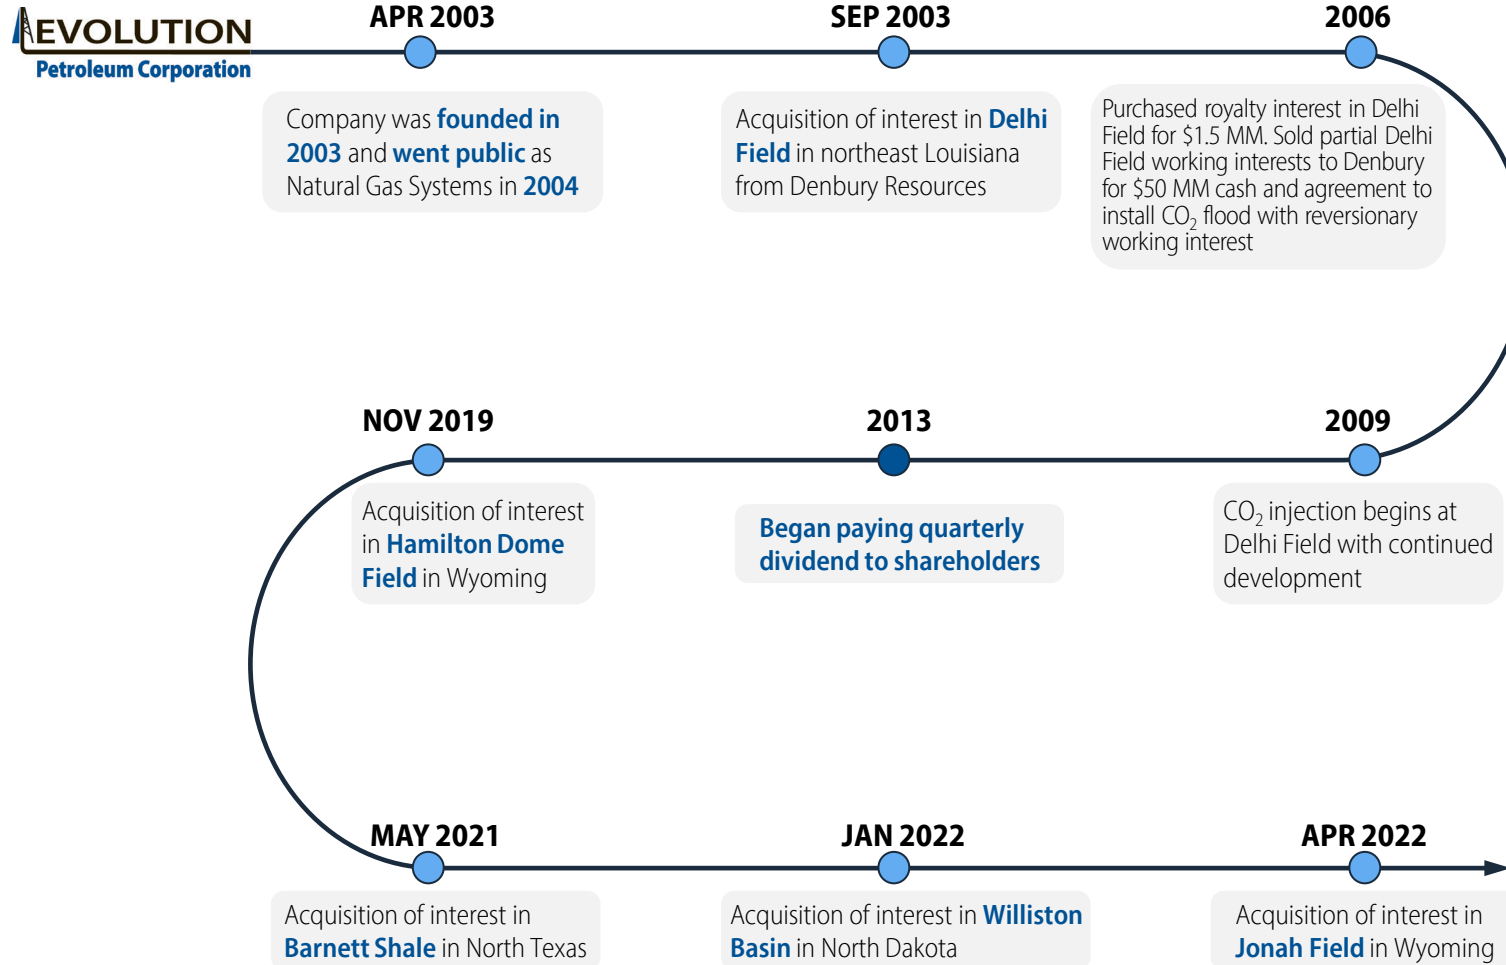 EVOLUTION
Petroleum Corporation
APR 2003
Company was founded in
2003 and went public as
Natural Gas Systems in 2004
SEP 2003
Acquisition of interest in Delhi
Field in northeast Louisiana
from Denbury Resources
2006
Purchased royalty interest in Delhi
Field for $1.5 MM. Sold partial Delhi
Field working interests to Denbury
for $50 MM cash and agreement to
install CO₂ flood with reversionary
working interest
2009
CO₂ injection begins at
Delhi Field with continued
development
2013
Began paying quarterly
dividend to shareholders
NOV 2019
Acquisition of interest
in Hamilton Dome
Field in Wyoming
MAY 2021
Acquisition of interest in
Barnett Shale in North Texas
JAN 2022
Acquisition of interest in Williston
Basin in North Dakota
APR 2022
Acquisition of interest in
Jonah Field in Wyoming